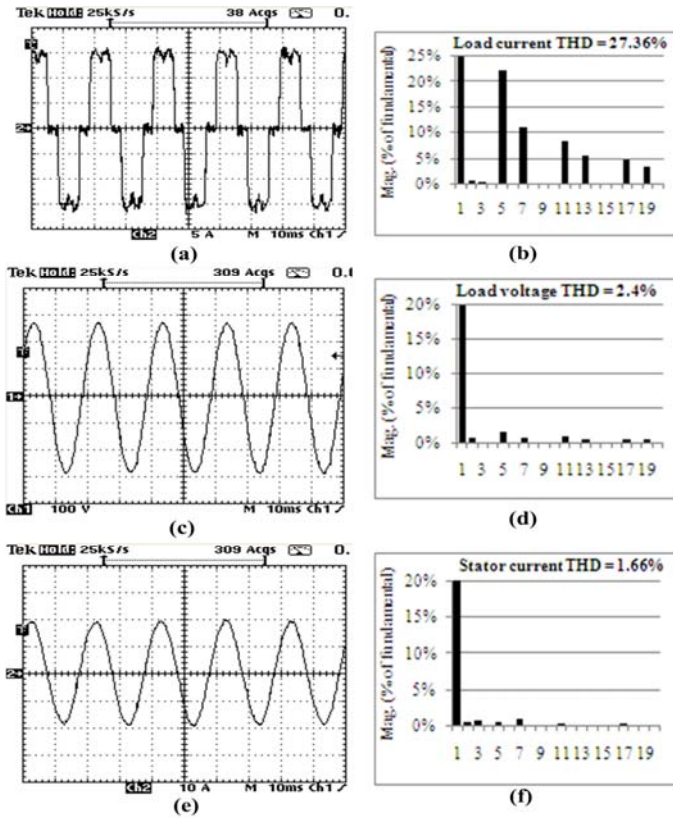 Tek Hold: 25kS/s 38 Acqs 0.
T
2→
Ch2 5 A M 10ms Ch1
(a)
Load current THD = 27.36%
Mag. (% of fundamental)
25%
20%
15%
10%
5%
0%
1 3 5 7 9 11 13 15 17 19
(b)
Tek Hold: 25kS/s 309 Acqs
T
1→
Ch1 100 V M 10ms Ch1
(c)
Load voltage THD = 2.4%
Mag. (% of fundamental)
20%
15%
10%
5%
0%
1 3 5 7 9 11 13 15 17 19
(d)
Tek Hold: 25kS/s 309 Acqs 0.
T
2→
Ch2 10 A M 10ms Ch1
(e)
Stator current THD = 1.66%
Mag. (% of fundamental)
20%
15%
10%
5%
0%
1 3 5 7 9 11 13 15 17 19
(f)